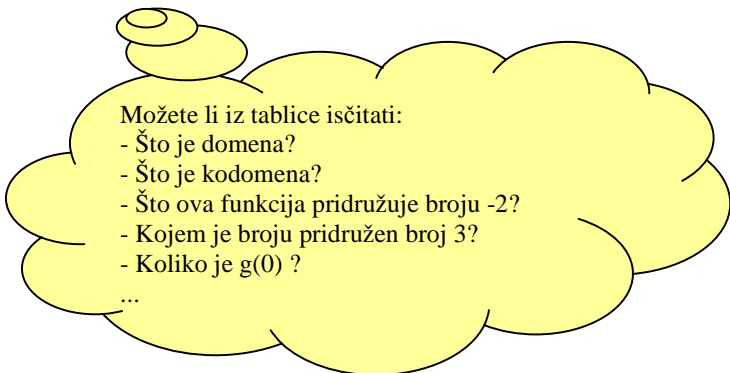 Možete li iz tablice isčitati:
- Što je domena?
- Što je kodomena?
- Što ova funkcija pridružuje broju -2?
- Kojem je broju pridružen broj 3?
- Koliko je g(0) ?
...